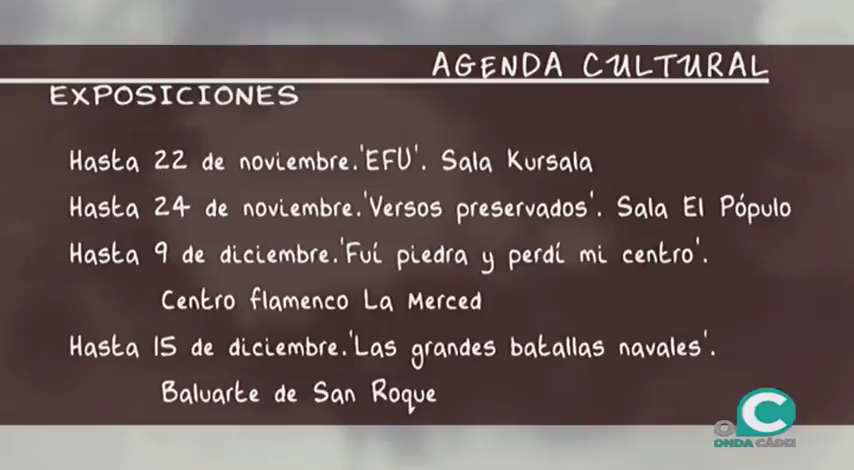 AGENDA CULTURAL
EXPOSICIONES
Hasta 22 de noviembre.'EFU'. Sala Kursala
Hasta 24 de noviembre.'Versos preservados'. Sala El Pópulo
Hasta 9 de diciembre.'Fuí piedra y perdí mi centro'.
Centro flamenco La Merced
Hasta 15 de diciembre.'Las grandes batallas navales'.
Baluarte de San Roque
C
ONDA CÁDIZ